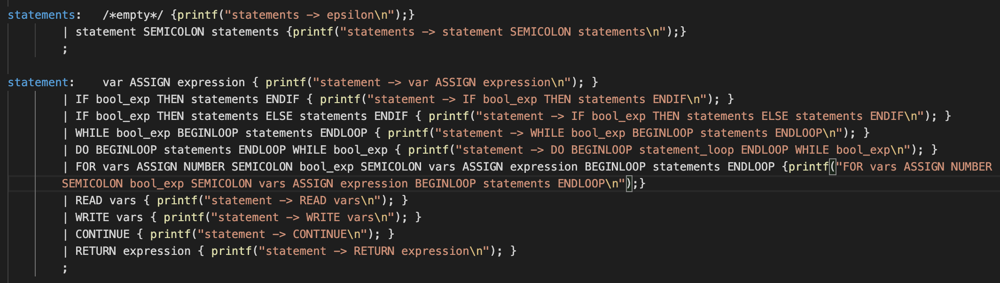 statements:   /*empty*/ {printf("statements -> epsilon\n");}
        | statement SEMICOLON statements {printf("statements -> statement SEMICOLON statements\n");}
        ;

statement:    var ASSIGN expression { printf("statement -> var ASSIGN expression\n"); }
        | IF bool_exp THEN statements ENDIF { printf("statement -> IF bool_exp THEN statements ENDIF\n"); }
        | IF bool_exp THEN statements ELSE statements ENDIF { printf("statement -> IF bool_exp THEN statements ELSE statements ENDIF\n"); }
        | WHILE bool_exp BEGINLOOP statements ENDLOOP { printf("statement -> WHILE bool_exp BEGINLOOP statements ENDLOOP\n"); }
        | DO BEGINLOOP statements ENDLOOP WHILE bool_exp { printf("statement -> DO BEGINLOOP statement_loop ENDLOOP WHILE bool_exp\n"); }
        | FOR vars ASSIGN NUMBER SEMICOLON bool_exp SEMICOLON vars ASSIGN expression BEGINLOOP statements ENDLOOP {printf("FOR vars ASSIGN NUMBER
        SEMICOLON bool_exp SEMICOLON vars ASSIGN expression BEGINLOOP statements ENDLOOP\n");}
        | READ vars { printf("statement -> READ vars\n"); }
        | WRITE vars { printf("statement -> WRITE vars\n"); }
        | CONTINUE { printf("statement -> CONTINUE\n"); }
        | RETURN expression { printf("statement -> RETURN expression\n"); }
        ;